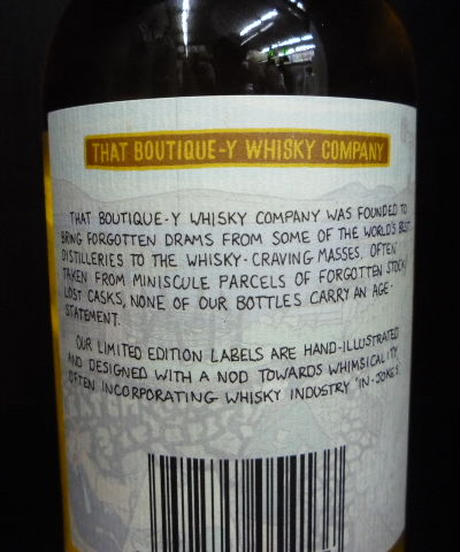 THAT BOUTIQUE-Y WHISKY COMPANY
THAT BOUTIQUE-Y WHISKY COMPANY WAS FOUNDED TO
BRING FORGOTTEN DRAMS FROM SOME OF THE WORLD'S BEST
DISTILLERIES TO THE WHISKY-CRAVING MASSES. OFTEN
TAKEN FROM MINISCULE PARCELS OF FORGOTTEN STOCK/
LOST CASKS, NONE OF OUR BOTTLES CARRY AN AGE-
STATEMENT.
OUR LIMITED EDITION LABELS ARE HAND-ILLUSTRATED
AND DESIGNED WITH A NOD TOWARDS WHIMSICALITY,
OFTEN INCORPORATING WHISKY INDUSTRY "IN-JOKES"